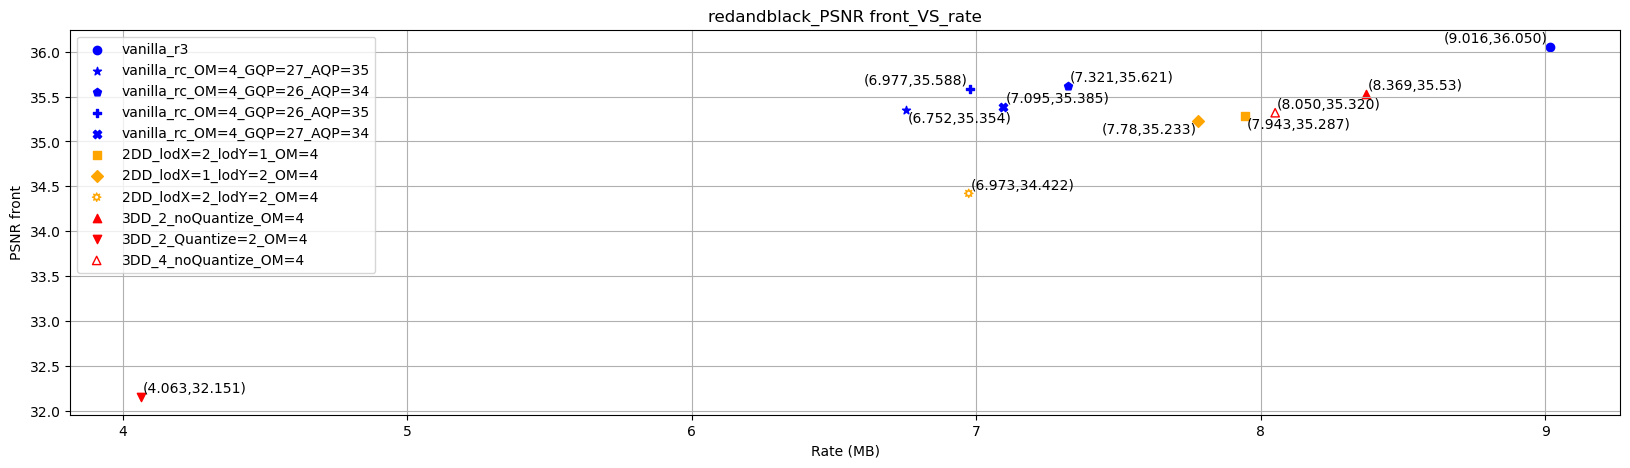 redandblack_PSNR front_VS_rate
36.0
35.5
35.0
34.5
34.0
33.5
33.0
32.5
32.0
PSNR front
vanilla_r3
vanilla_rc_OM=4_GQP=27_AQP=35
vanilla_rc_OM=4_GQP=26_AQP=34
vanilla_rc_OM=4_GQP=26_AQP=35
vanilla_rc_OM=4_GQP=27_AQP=34
2DD_lodX=2_lodY=1_OM=4
2DD_lodX=1_lodY=2_OM=4
2DD_lodX=2_lodY=2_OM=4
3DD_2_noQuantize_OM=4
3DD_2_Quantize=2_OM=4
3DD_4_noQuantize_OM=4
(9.016,36.050)
(6.977,35.588)
(7.321,35.621)
(8.369,35.53)
(7.095,35.385)
(8.050,35.320)
(6.752,35.354)
(7.78,35.233)
(7.943,35.287)
(6.973,34.422)
(4.063,32.151)
4
5
6
7
8
9
Rate (MB)